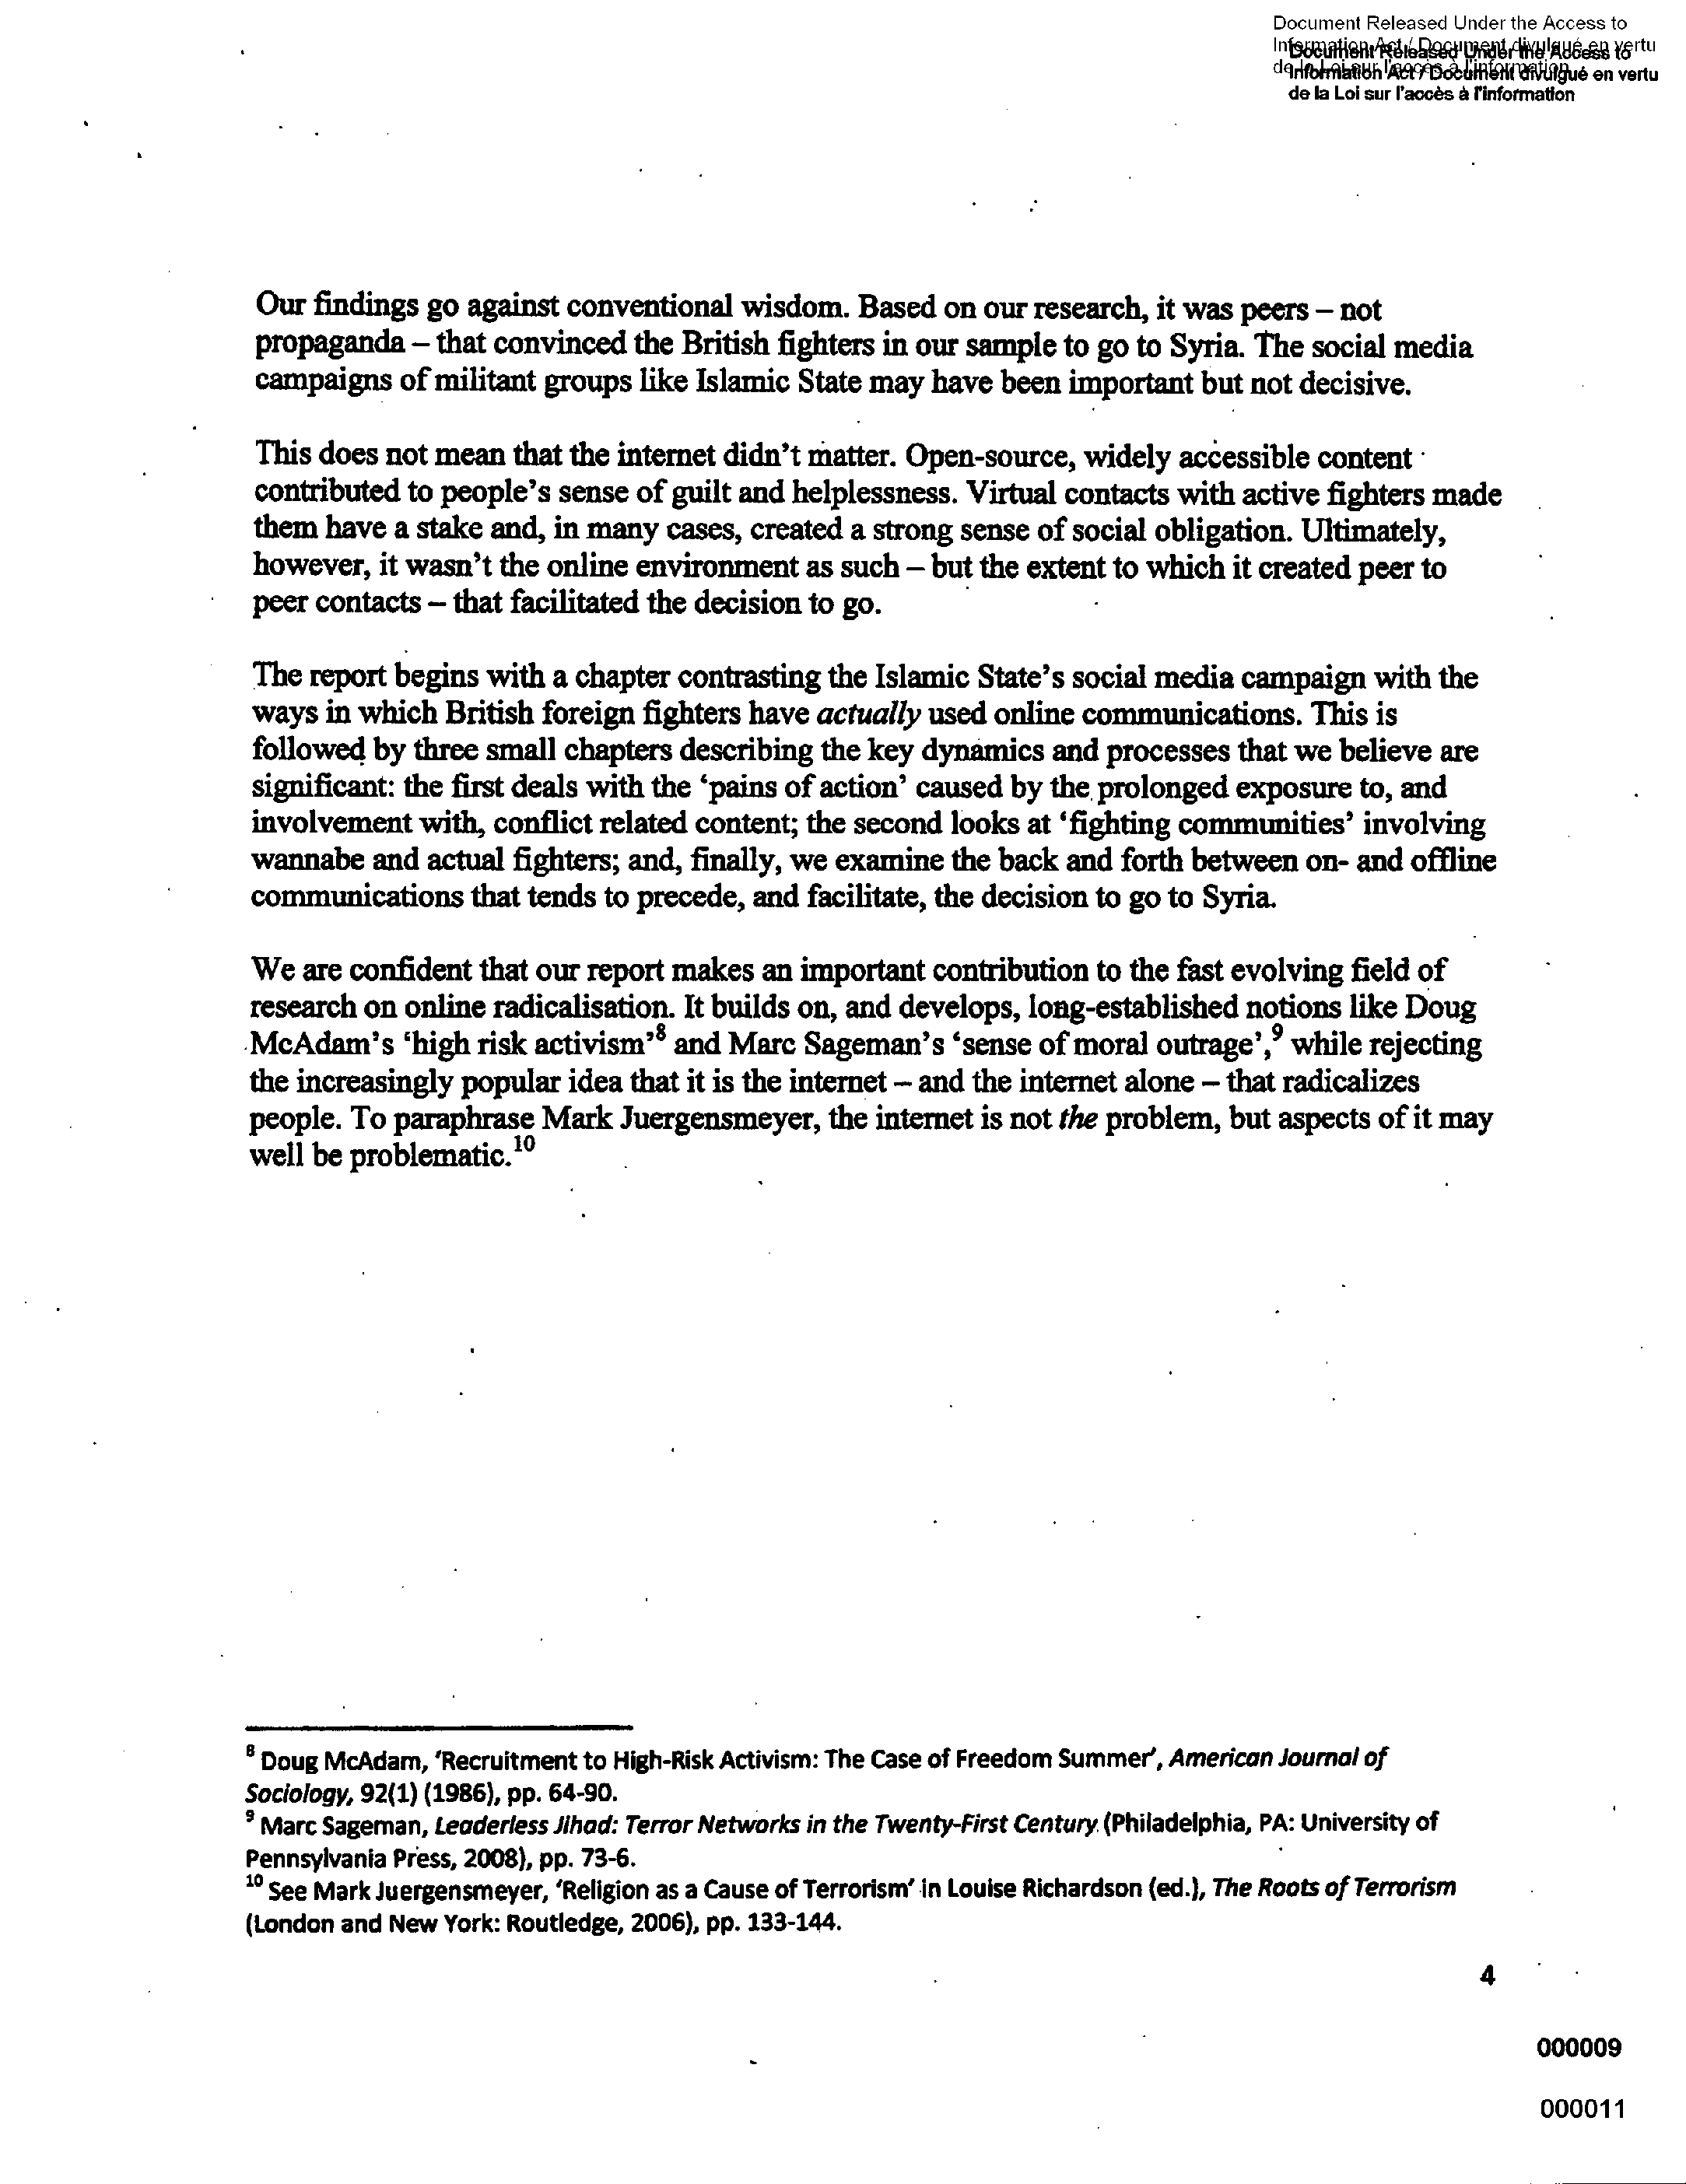 Document Released Under the Access to
Information Act / Document divulgué en vertu
de la Loi sur l'accès à l'information
Document Released Under the Access to
Information Act / Document divulgué en vertu
de la Loi sur l'accès à l'information
Our findings go against conventional wisdom. Based on our research, it was peers – not
propaganda – that convinced the British fighters in our sample to go to Syria. The social media
campaigns of militant groups like Islamic State may have been important but not decisive.
This does not mean that the internet didn't matter. Open-source, widely accessible content
contributed to people's sense of guilt and helplessness. Virtual contacts with active fighters made
them have a stake and, in many cases, created a strong sense of social obligation. Ultimately,
however, it wasn't the online environment as such – but the extent to which it created peer to
peer contacts – that facilitated the decision to go.
The report begins with a chapter contrasting the Islamic State's social media campaign with the
ways in which British foreign fighters have actually used online communications. This is
followed by three small chapters describing the key dynamics and processes that we believe are
significant: the first deals with the 'pains of action' caused by the prolonged exposure to, and
involvement with, conflict related content; the second looks at 'fighting communities' involving
wannabe and actual fighters; and, finally, we examine the back and forth between on- and offline
communications that tends to precede, and facilitate, the decision to go to Syria.
We are confident that our report makes an important contribution to the fast evolving field of
research on online radicalisation. It builds on, and develops, long-established notions like Doug
McAdam's 'high risk activism'8 and Marc Sageman's 'sense of moral outrage',9 while rejecting
the increasingly popular idea that it is the internet – and the internet alone – that radicalizes
people. To paraphrase Mark Juergensmeyer, the internet is not the problem, but aspects of it may
well be problematic.10
8 Doug McAdam, 'Recruitment to High-Risk Activism: The Case of Freedom Summer', American Journal of
Sociology, 92(1) (1986), pp. 64-90.
9 Marc Sageman, Leaderless Jihad: Terror Networks in the Twenty-First Century (Philadelphia, PA: University of
Pennsylvania Press, 2008), pp. 73-6.
10 See Mark Juergensmeyer, 'Religion as a Cause of Terrorism' in Louise Richardson (ed.), The Roots of Terrorism
(London and New York: Routledge, 2006), pp. 133-144.
4
000009
000011